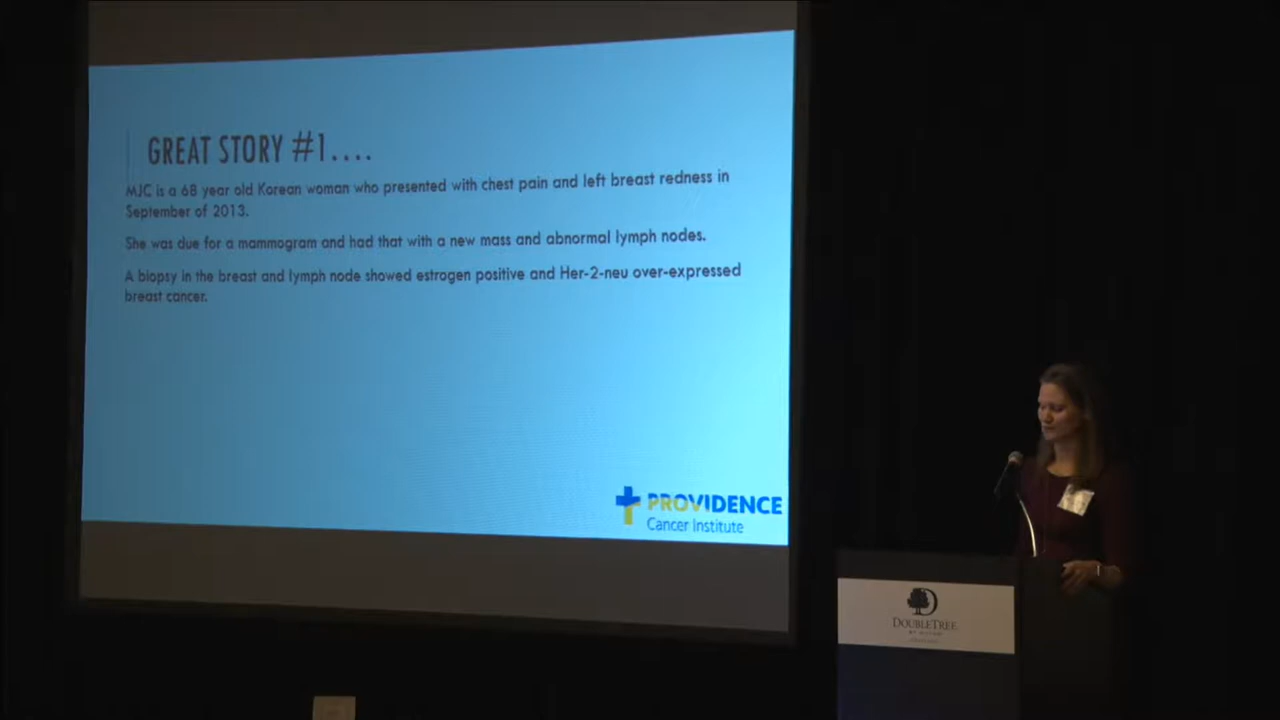 GREAT STORY #1....
MJC is a 68 year old Korean woman who presented with chest pain and left breast redness in
September of 2013.
She was due for a mammogram and had that with a new mass and abnormal lymph nodes.
A biopsy in the breast and lymph node showed estrogen positive and Her-2-neu over-expressed
breast cancer.
PROVIDENCE
Cancer Institute
D
DOUBLETREE
BY HILTON